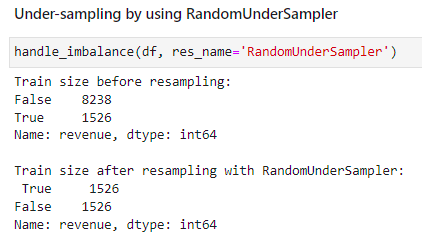 Under-sampling by using RandomUnderSampler
handle_imbalance(df, res_name='RandomUnderSampler')
Train size before resampling:
False    8238
True     1526
Name: revenue, dtype: int64

Train size after resampling with RandomUnderSampler:
 True     1526
False    1526
Name: revenue, dtype: int64